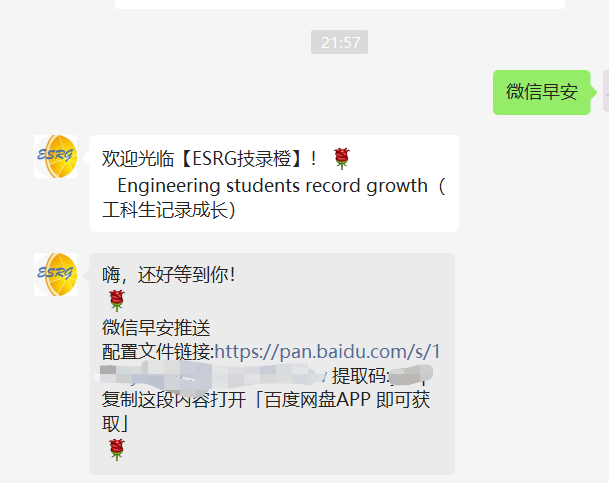 21:57
微信早安
ESRG
欢迎光临【ESRG技录橙】！
Engineering students record growth（
工科生记录成长）
ESRG
嗨，还好等到你！
微信早安推送
配置文件链接:https://pan.baidu.com/s/1
提取码:
复制这段内容打开「百度网盘APP 即可获
取」